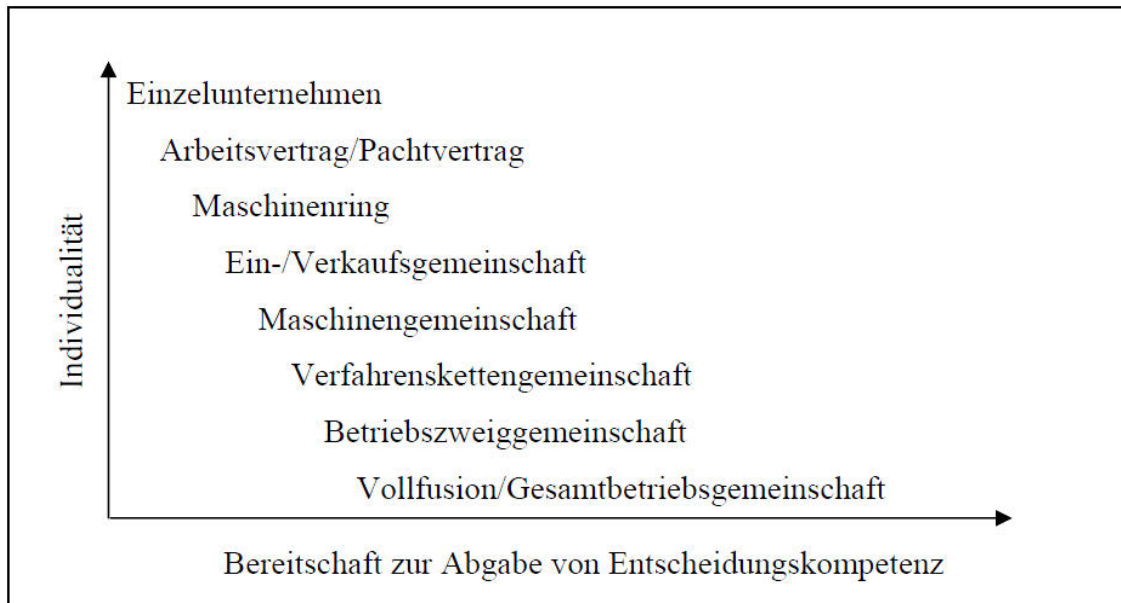 Einzelunternehmen
Arbeitsvertrag/Pachtvertrag
Maschinenring
Ein-/Verkaufsgemeinschaft
Maschinengemeinschaft
Verfahrenskettengemeinschaft
Betriebszweiggemeinschaft
Vollfusion/Gesamtbetriebsgemeinschaft
Individualität
Bereitschaft zur Abgabe von Entscheidungskompetenz